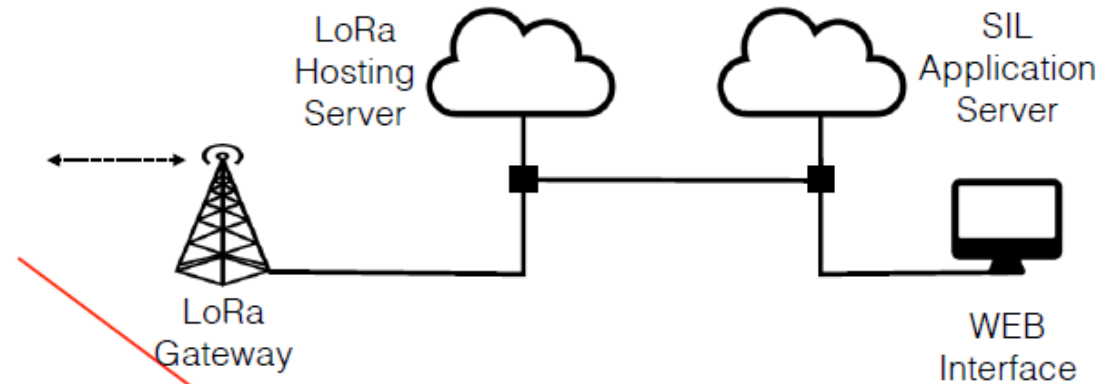 LoRa
Hosting
Server
SIL
Application
Server
LoRa
Gateway
WEB
Interface